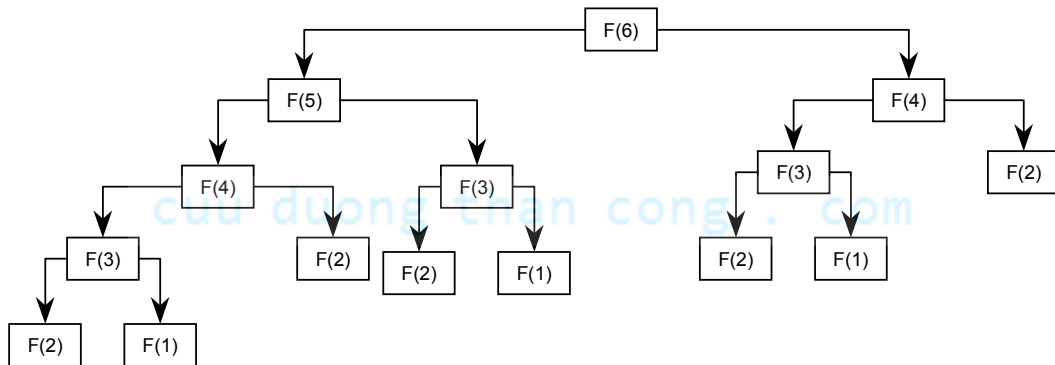 F(6)
F(5)
F(4)
F(4)
F(3)
F(3)
F(2)
cuu duong than cong . com
F(3)
F(2)
F(2)
F(1)
F(2)
F(1)
F(2)
F(1)